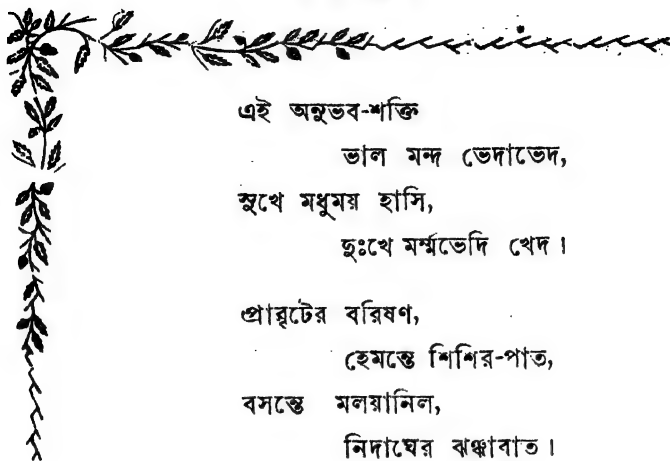 এই অনুভব-শক্তি
ভাল মন্দ ভেদাভেদ,
সুখে মধুময় হাসি,
দুঃখে মর্ম্মভেদি খেদ।
প্রাবৃটের বরিষণ,
হেমন্তে শিশির-পাত,
বসন্তে মলয়ানিল,
নিদাঘের ঝঞ্ঝাবাত।